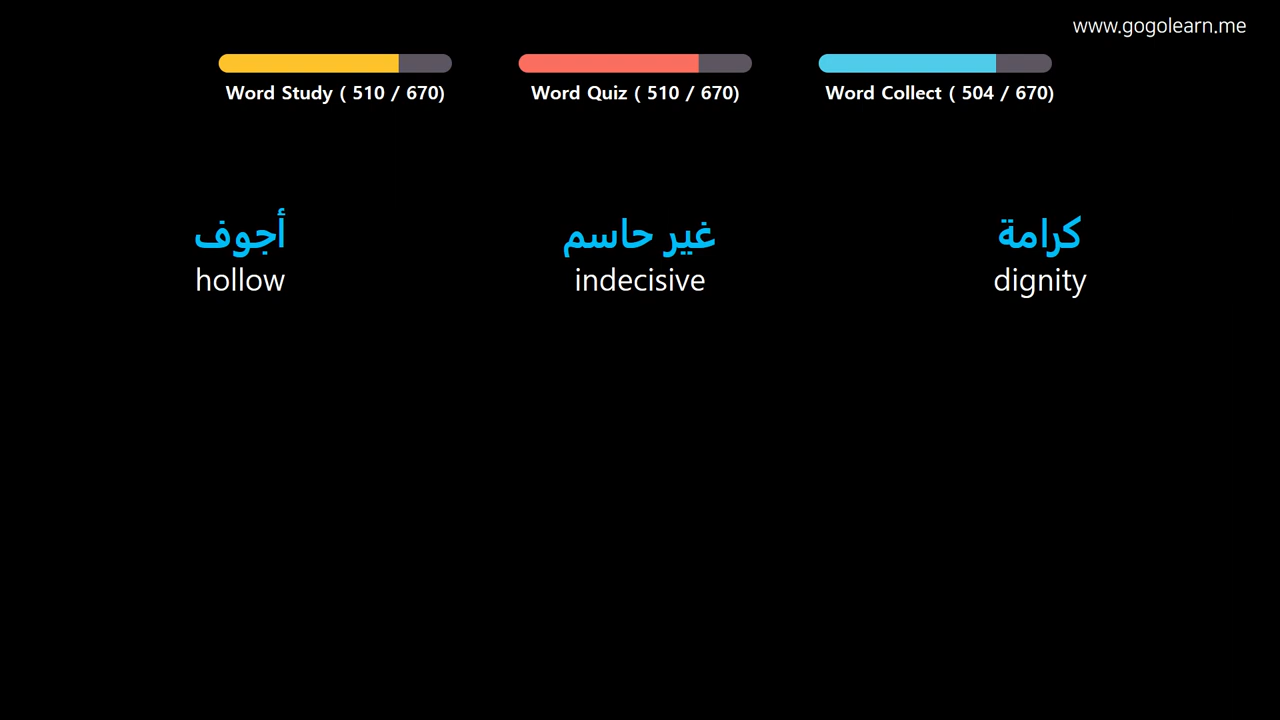 www.gogolearn.me
Word Study ( 510 / 670)
Word Quiz ( 510 / 670)
Word Collect ( 504 / 670)
أجوف
hollow
غير حاسم
indecisive
كرامة
dignity